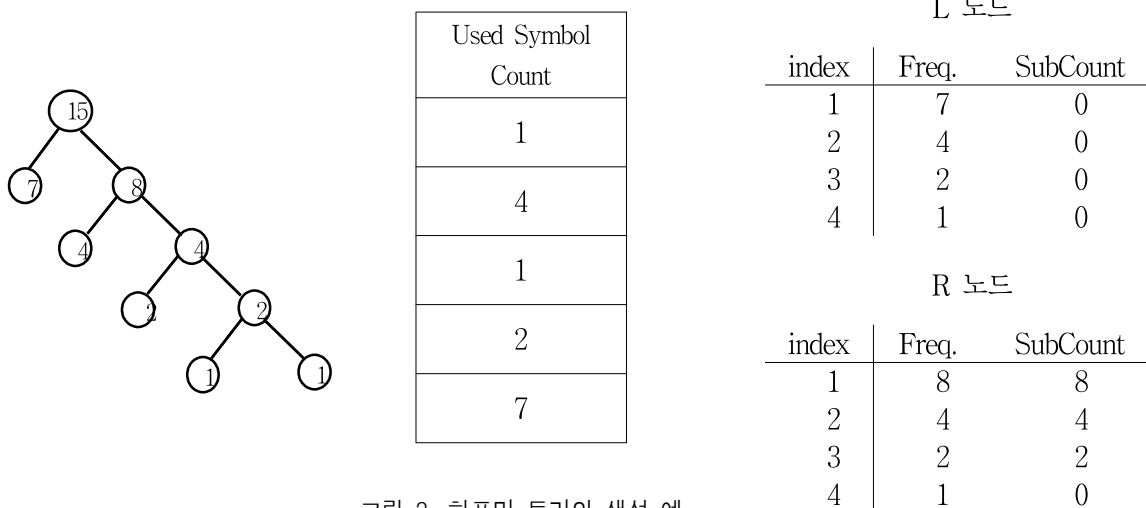 15
7
8
4
4
2
2
1
1
Used Symbol
Count
1
4
1
2
7
L 노드
index Freq. SubCount
1 7 0
2 4 0
3 2 0
4 1 0
R 노드
index Freq. SubCount
1 8 8
2 4 4
3 2 2
4 1 0